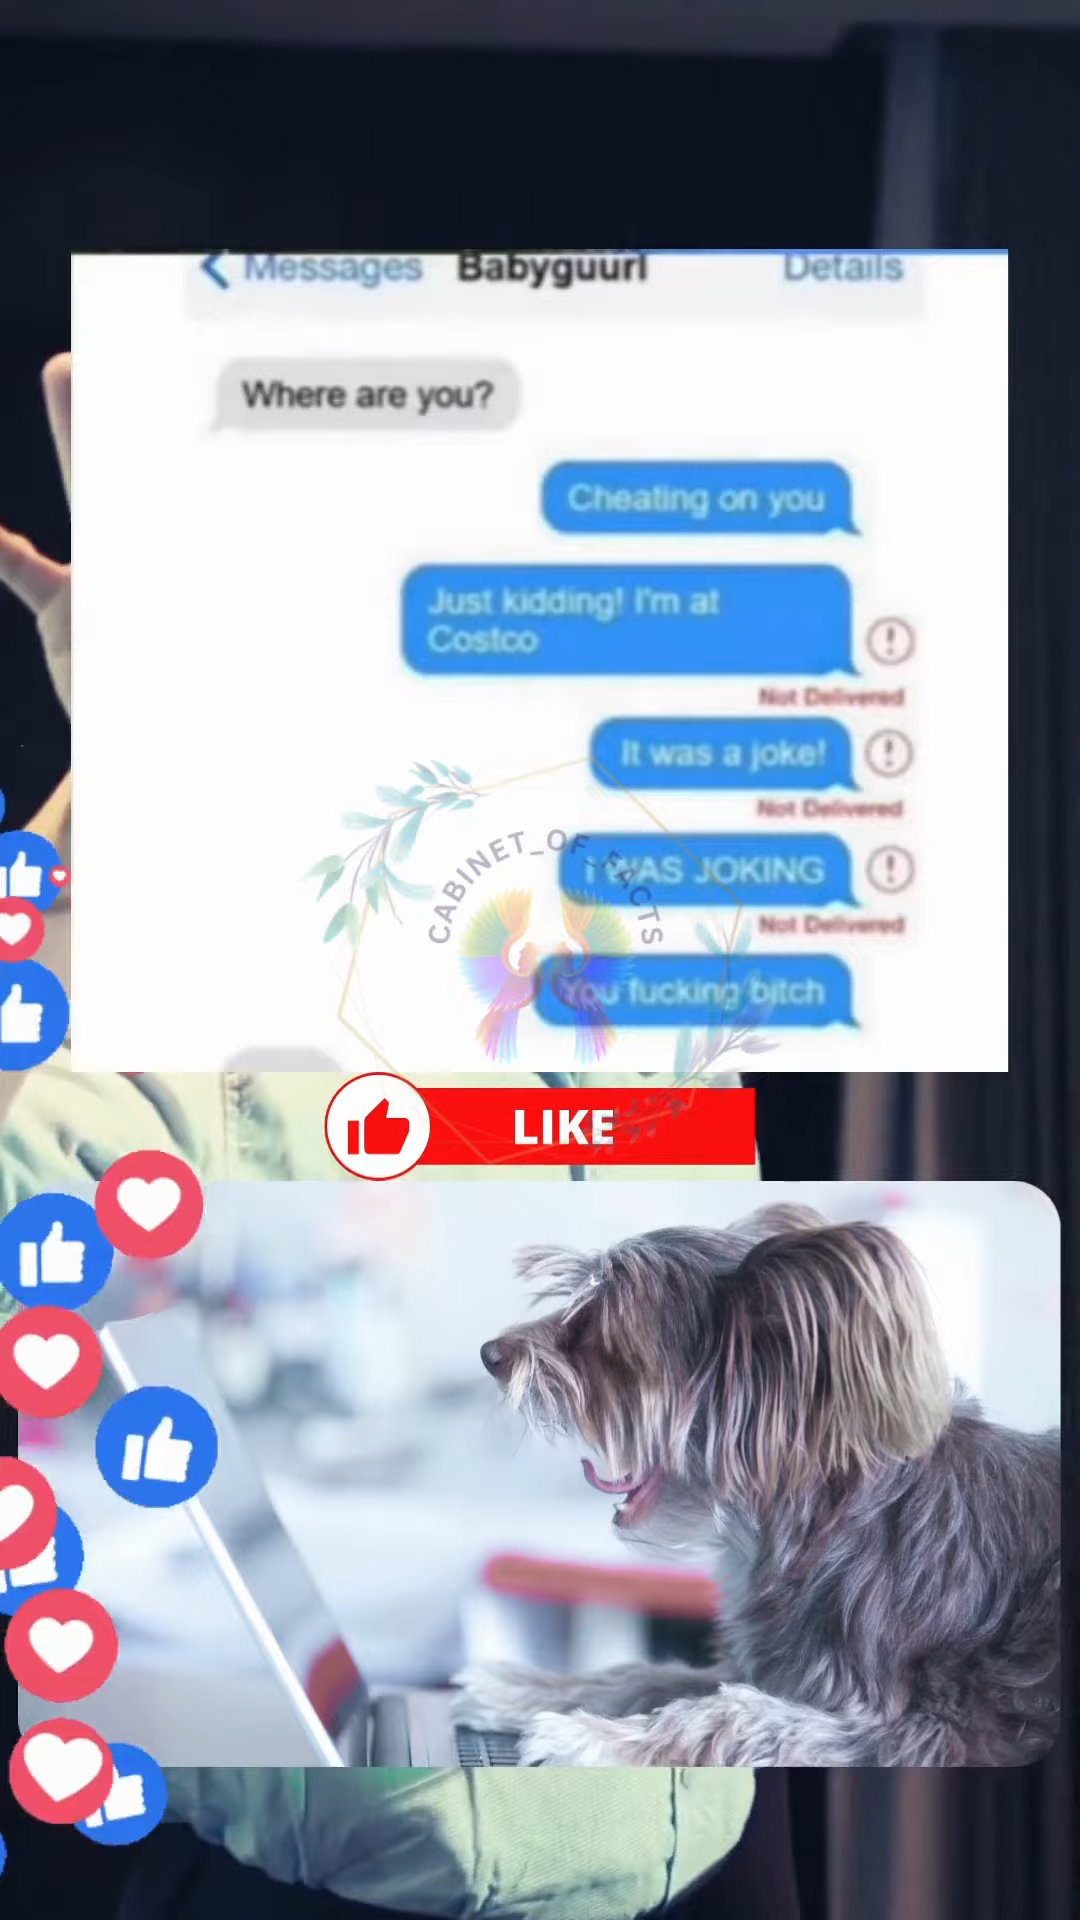 Messages Babyguurl Details
Where are you?
Cheating on you
Just kidding! I'm at
Costco
Not Delivered
It was a joke!
Not Delivered
I WAS JOKING
Not Delivered
You fucking bitch
CABINET_OF_FACTS
LIKE